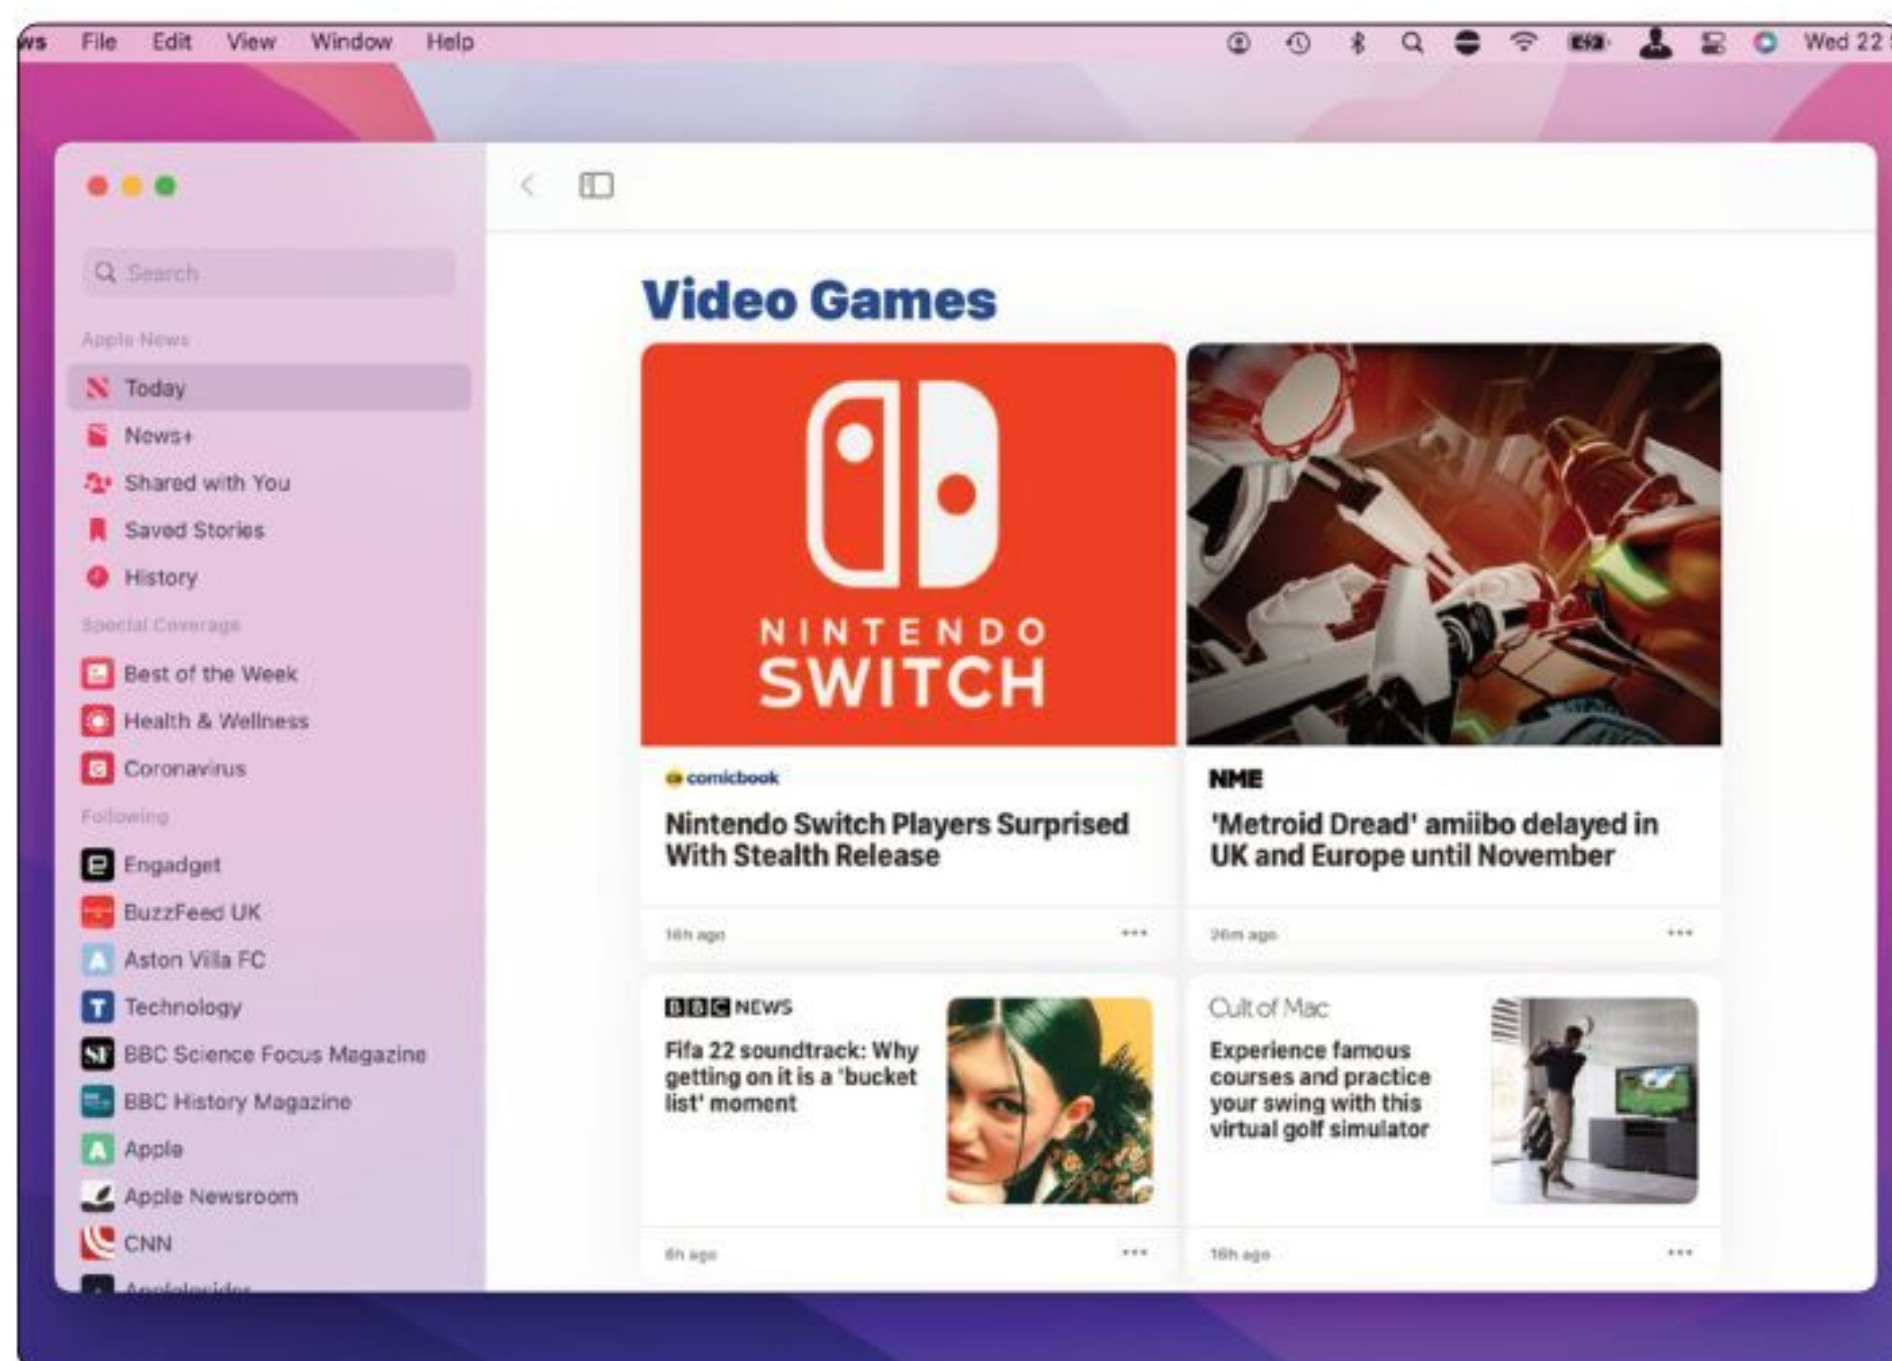 ws File Edit View Window Help Wed 22
Search
Apple News
Today
News+
Shared with You
Saved Stories
History
Special Coverage
Best of the Week
Health & Wellness
Coronavirus
Following
Engadget
BuzzFeed UK
A Aston Villa FC
T Technology
SF BBC Science Focus Magazine
BBC History Magazine
A Apple
Apple Newsroom
CNN
AppleInsider
Video Games
NINTENDO
SWITCH
comicbook
Nintendo Switch Players Surprised
With Stealth Release
16h ago
NME
'Metroid Dread' amiibo delayed in
UK and Europe until November
26m ago
BBC NEWS
Fifa 22 soundtrack: Why
getting on it is a 'bucket
list' moment
6h ago
Cult of Mac
Experience famous
courses and practice
your swing with this
virtual golf simulator
16h ago